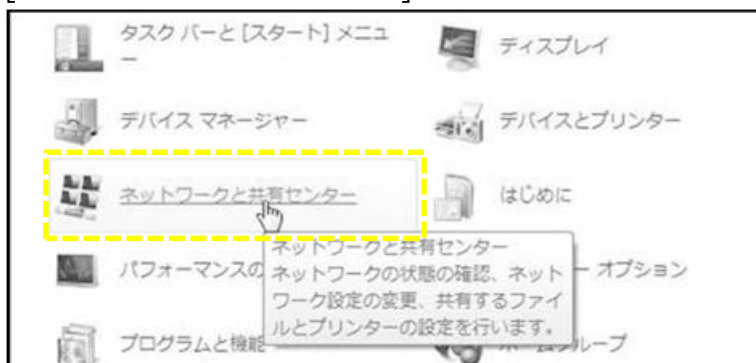 タスク バーと [スタート] メニュ
ー
ディスプレイ
デバイス マネージャー
デバイスとプリンター
ネットワークと共有センター
はじめに
ネットワークと共有センター
ネットワークの状態の確認、ネット
ワーク設定の変更、共有するファイ
ルとプリンターの設定を行います。
パフォーマンスの
ー オプション
プログラムと機能
グループ